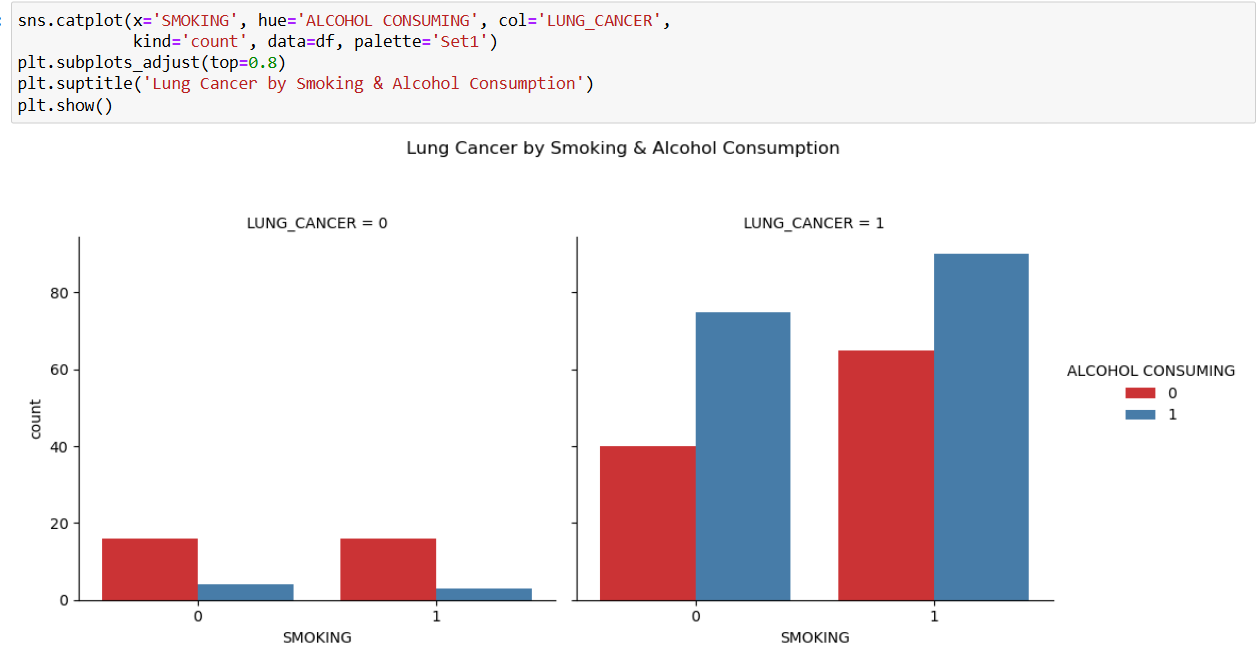 sns.catplot(x='SMOKING', hue='ALCOHOL CONSUMING', col='LUNG_CANCER',
            kind='count', data=df, palette='Set1')
plt.subplots_adjust(top=0.8)
plt.suptitle('Lung Cancer by Smoking & Alcohol Consumption')
plt.show()
Lung Cancer by Smoking & Alcohol Consumption
LUNG_CANCER = 0
LUNG_CANCER = 1
80
60
40
20
0
count
0
1
SMOKING
0
1
SMOKING
ALCOHOL CONSUMING
0
1